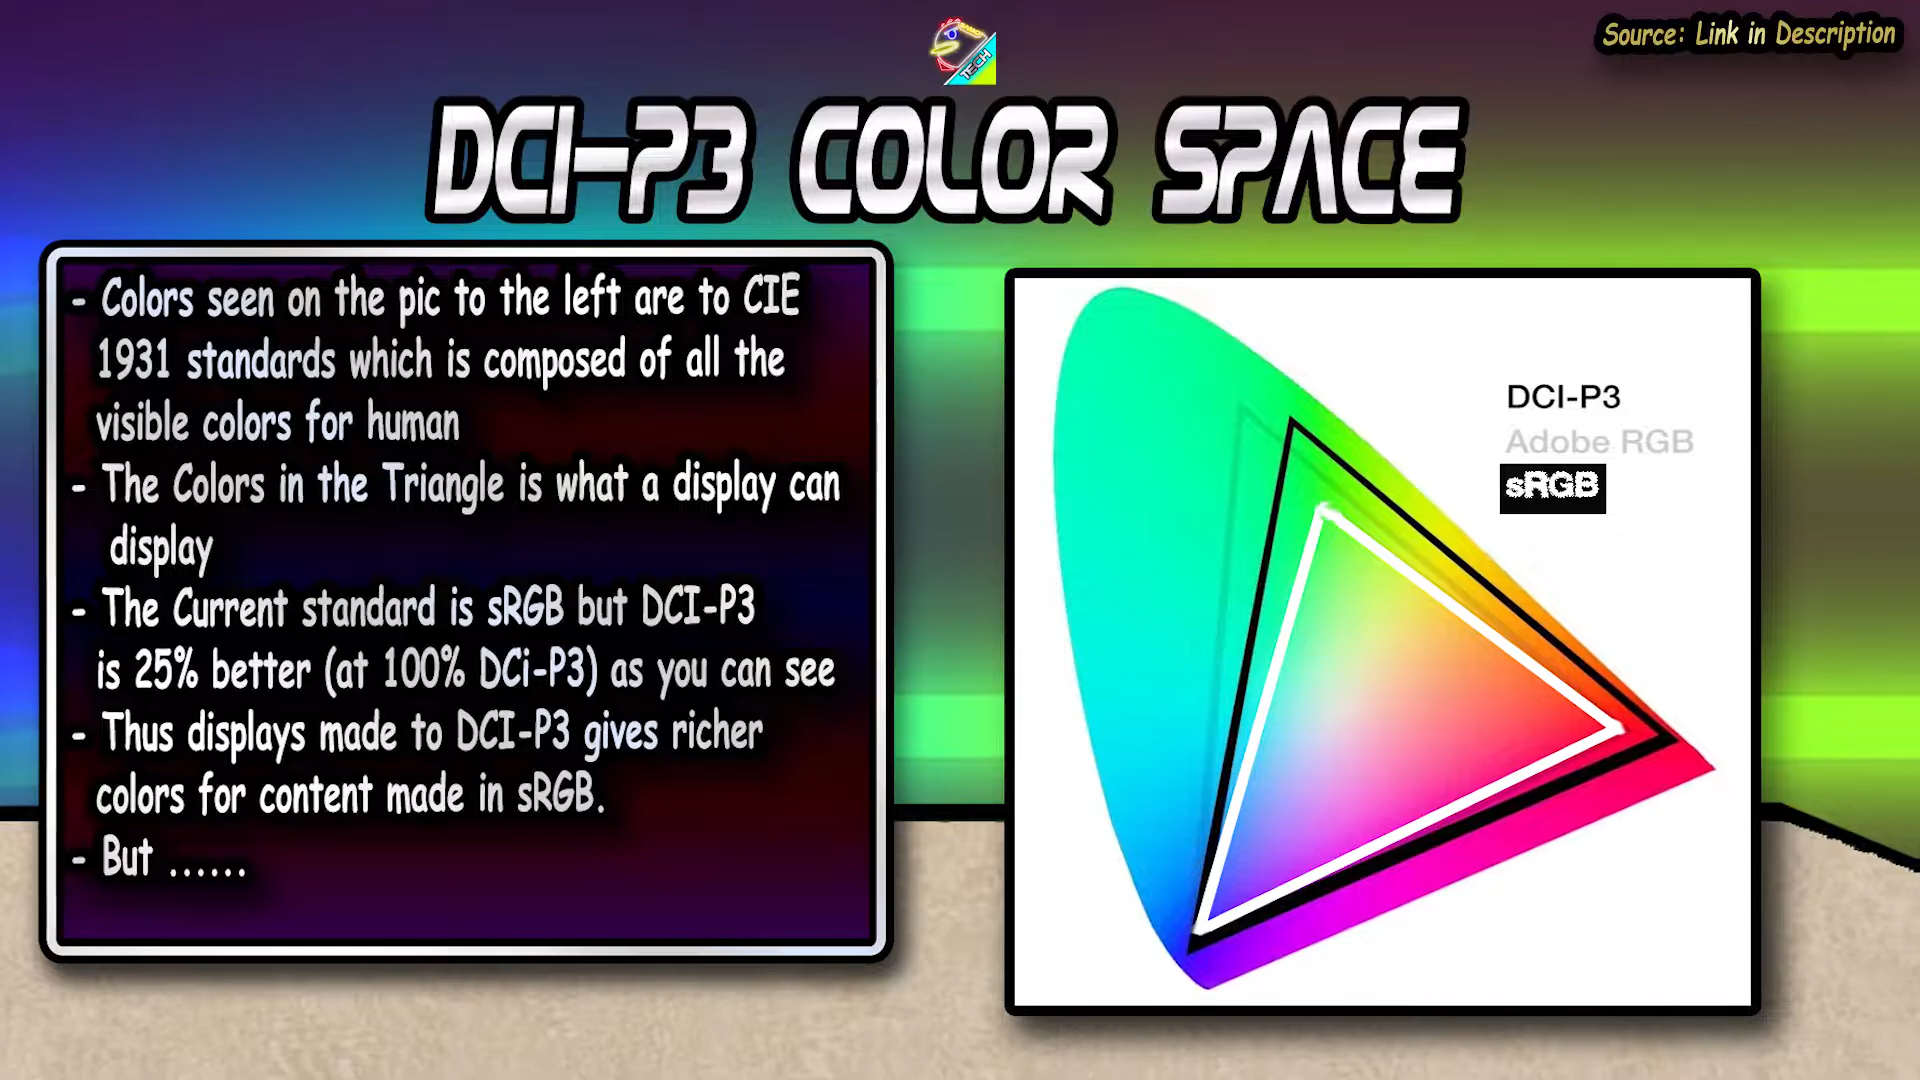 Source: Link in Description
TECH
DCI-P3 COLOR SPACE
- Colors seen on the pic to the left are to CIE
1931 standards which is composed of all the
visible colors for human
- The Colors in the Triangle is what a display can
display
- The Current standard is sRGB but DCI-P3
is 25% better (at 100% DCi-P3) as you can see
- Thus displays made to DCI-P3 gives richer
colors for content made in sRGB.
- But ......
DCI-P3
Adobe RGB
sRGB